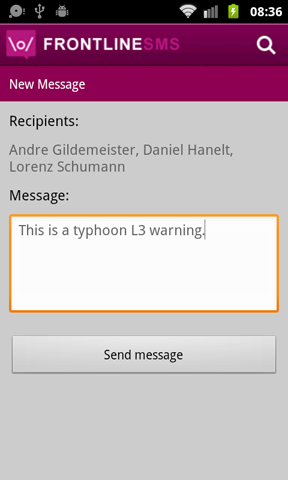 08:36
\o/ FRONTLINESMS
New Message
Recipients:
Andre Gildemeister, Daniel Hanelt,
Lorenz Schumann
Message:
This is a typhoon L3 warning.
Send message